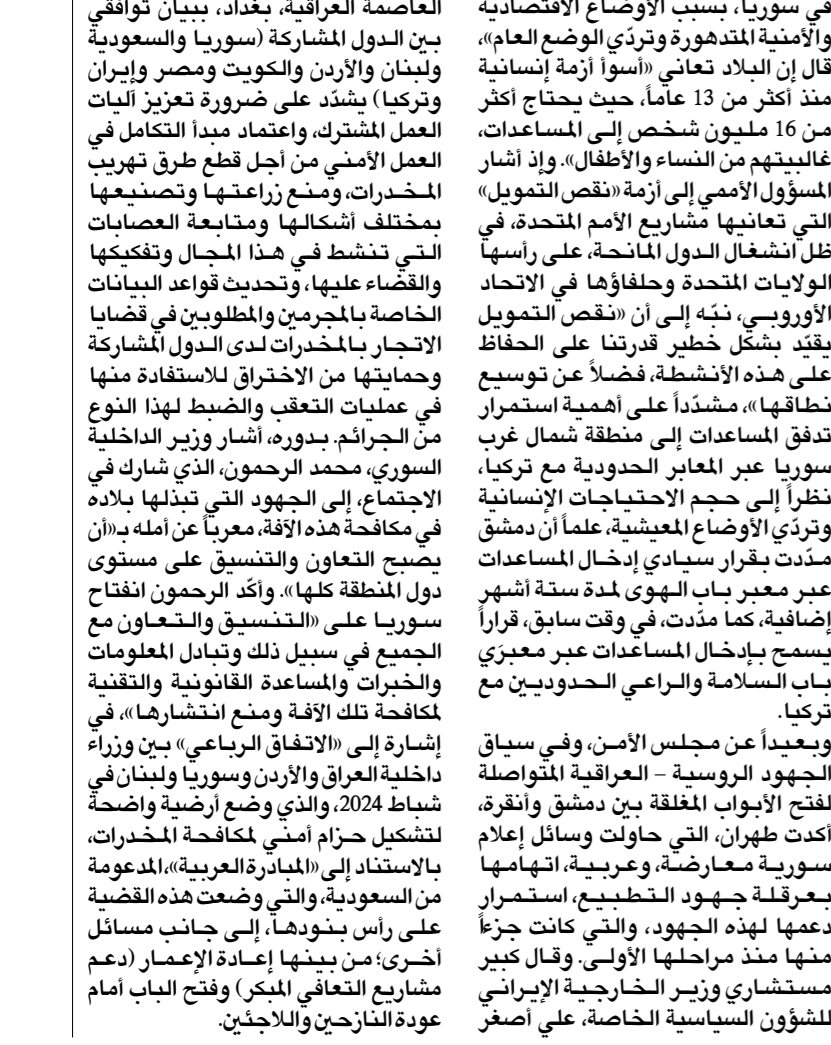 في سوريا، بسبب الأوضاع الاقتصادية
والأمنية المتدهورة وتردّي الوضع العام»،
قال إن البلاد تعاني «أسوأ أزمة إنسانية
منذ أكثر من 13 عاماً، حيث يحتاج أكثر
من 16 مليون شخص إلى المساعدات،
غالبيتهم من النساء والأطفال». وإذ أشار
المسؤول الأممي إلى أزمة «نقص التمويل»
التي تعانيها مشاريع الأمم المتحدة، في
ظل انشغال الدول المانحة، على رأسها
الولايات المتحدة وحلفاؤها في الاتحاد
الأوروبي، نبّه إلى أن «نقص التمويل
يقيّد بشكل خطير قدرتنا على الحفاظ
على هذه الأنشطة، فضلاً عن توسيع
نطاقها»، مشدّداً على أهمية استمرار
تدفق المساعدات إلى منطقة شمال غرب
سوريا عبر المعابر الحدودية مع تركيا،
نظراً إلى حجم الاحتياجات الإنسانية
وتردّي الأوضاع المعيشية، علماً أن دمشق
مدّدت بقرار سيادي إدخال المساعدات
عبر معبر باب الهوى لمدة ستة أشهر
إضافية، كما مدّدت، في وقت سابق، قراراً
يسمح بإدخال المساعدات عبر معبرَي
باب السلامة والراعي الحدوديين مع
تركيا.
وبعيداً عن مجلس الأمن، وفي سياق
الجهود الروسية – العراقية المتواصلة
لفتح الأبواب المغلقة بين دمشق وأنقرة،
أكدت طهران، التي حاولت وسائل إعلام
سورية معارضة، وعربية، اتهامها
بعرقلة جهود التطبيع، استمرار
دعمها لهذه الجهود، والتي كانت جزءاً
منها منذ مراحلها الأولى. وقال كبير
مستشاري وزير الخارجية الإيراني
للشؤون السياسية الخاصة، علي أصغر
العاصمة العراقية، بغداد، ببيان توافقي
بين الدول المشاركة (سوريا والسعودية
ولبنان والأردن والكويت ومصر وإيران
وتركيا) يشدّد على ضرورة تعزيز آليات
العمل المشترك، واعتماد مبدأ التكامل في
العمل الأمني من أجل قطع طرق تهريب
المخدرات، ومنع زراعتها وتصنيعها
بمختلف أشكالها ومتابعة العصابات
التي تنشط في هذا المجال وتفكيكها
والقضاء عليها، وتحديث قواعد البيانات
الخاصة بالمجرمين والمطلوبين في قضايا
الاتجار بالمخدرات لدى الدول المشاركة
وحمايتها من الاختراق للاستفادة منها
في عمليات التعقب والضبط لهذا النوع
من الجرائم. بدوره، أشار وزير الداخلية
السوري، محمد الرحمون، الذي شارك في
الاجتماع، إلى الجهود التي تبذلها بلاده
في مكافحة هذه الآفة، معرباً عن أمله بـ«أن
يصبح التعاون والتنسيق على مستوى
دول المنطقة كلها». وأكّد الرحمون انفتاح
سوريا على «التنسيق والتعاون مع
الجميع في سبيل ذلك وتبادل المعلومات
والخبرات والمساعدة القانونية والتقنية
لمكافحة تلك الآفة ومنع انتشارها»، في
إشارة إلى «الاتفاق الرباعي» بين وزراء
داخلية العراق والأردن وسوريا ولبنان في
شباط 2024، والذي وضع أرضية واضحة
لتشكيل حزام أمني لمكافحة المخدرات،
بالاستناد إلى «المبادرة العربية»، المدعومة
من السعودية، والتي وضعت هذه القضية
على رأس بنودها، إلى جانب مسائل
أخرى؛ من بينها إعادة الإعمار (دعم
مشاريع التعافي المبكر) وفتح الباب أمام
عودة النازحين واللاجئين.